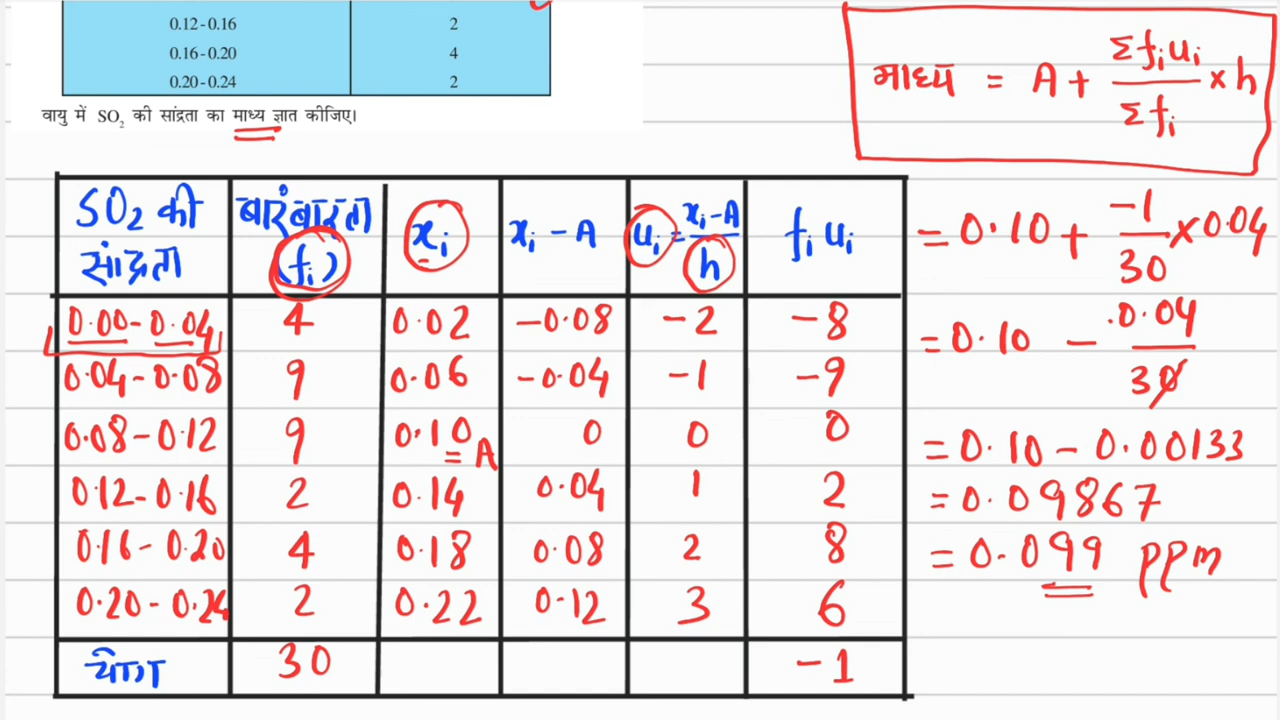 0.12-0.16 2
0.16-0.20 4
0.20-0.24 2
वायु में SO₂ की सांद्रता का माध्य ज्ञात कीजिए।
माध्य = A + Σfᵢuᵢ / Σfᵢ × h
SO₂ की सांद्रता बारंबारता (fᵢ) xᵢ xᵢ - A uᵢ = xᵢ-A / h fᵢuᵢ
0.00-0.04 4 0.02 -0.08 -2 -8
0.04-0.08 9 0.06 -0.04 -1 -9
0.08-0.12 9 0.10 = A 0 0 0
0.12-0.16 2 0.14 0.04 1 2
0.16-0.20 4 0.18 0.08 2 8
0.20-0.24 2 0.22 0.12 3 6
योग 30 -1
= 0.10 + -1/30 × 0.04
= 0.10 - 0.04/30
= 0.10 - 0.00133
= 0.09867
= 0.099 ppm